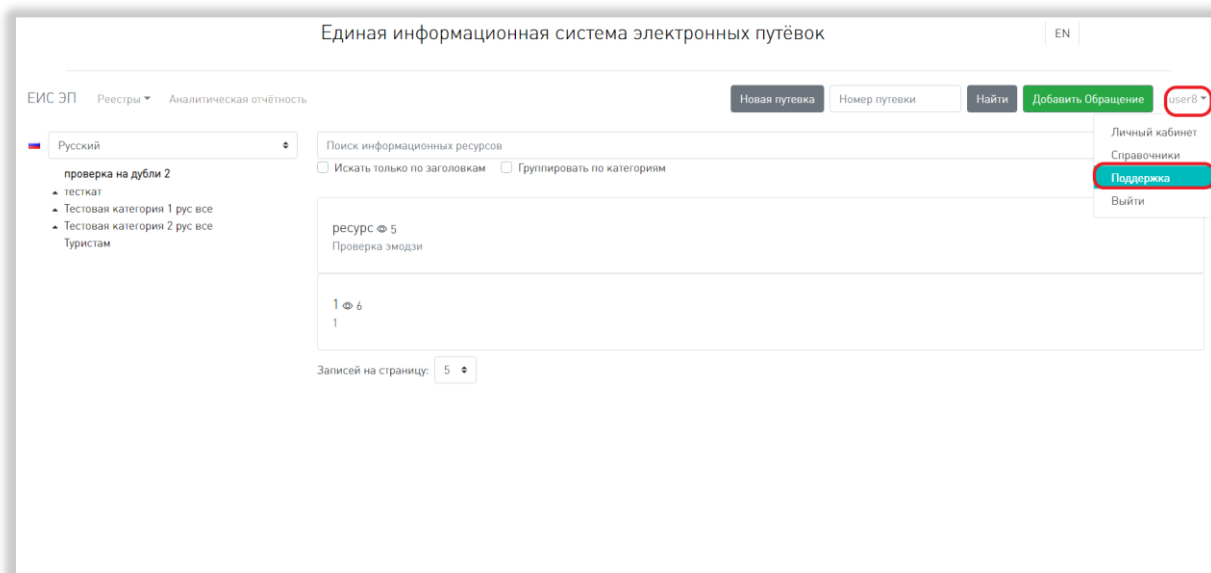 Единая информационная система электронных путёвок
EN
ЕИС ЭП Реестры Аналитическая отчётность Новая путевка Номер путевки Найти Добавить Обращение user8
Личный кабинет
Справочники
Поддержка
Выйти
Русский
проверка на дубли 2
тесткат
Тестовая категория 1 рус все
Тестовая категория 2 рус все
Туристам
Поиск информационных ресурсов
Искать только по заголовкам Группировать по категориям
ресурс 5
Проверка эмодзи
1 6
1
Записей на страницу: 5